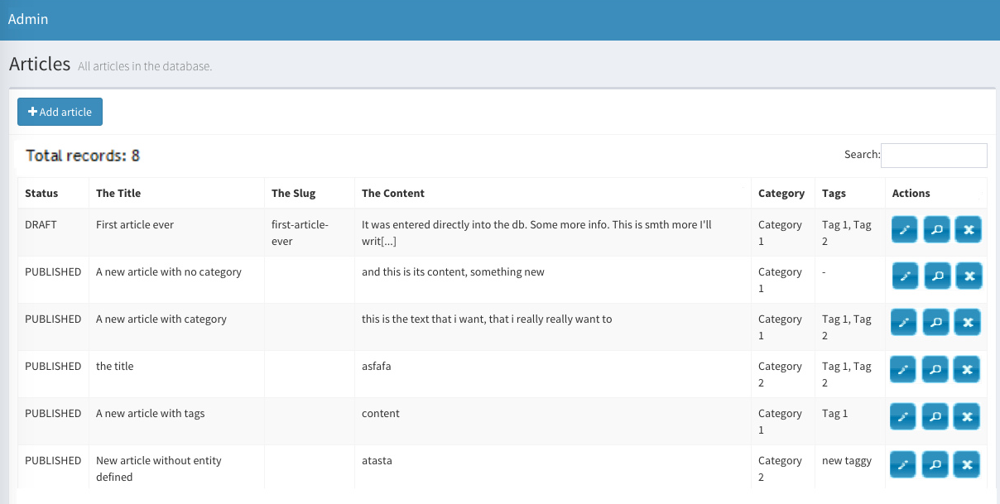 Admin
Articles All articles in the database.
Add article
Total records: 8
Search:
Status The Title The Slug The Content Category Tags Actions
DRAFT First article ever first-article- It was entered directly into the db. Some more info. This is smth more I'll Category Tag 1, Tag
ever writ[...] 1 2
PUBLISHED A new article with no category and this is its content, something new Category -
1
PUBLISHED A new article with category this is the text that i want, that i really really want to Category Tag 1, Tag
1 2
PUBLISHED the title asfafa Category Tag 1, Tag
2 2
PUBLISHED A new article with tags content Category Tag 1
1
PUBLISHED New article without entity atasta Category new taggy
defined 2